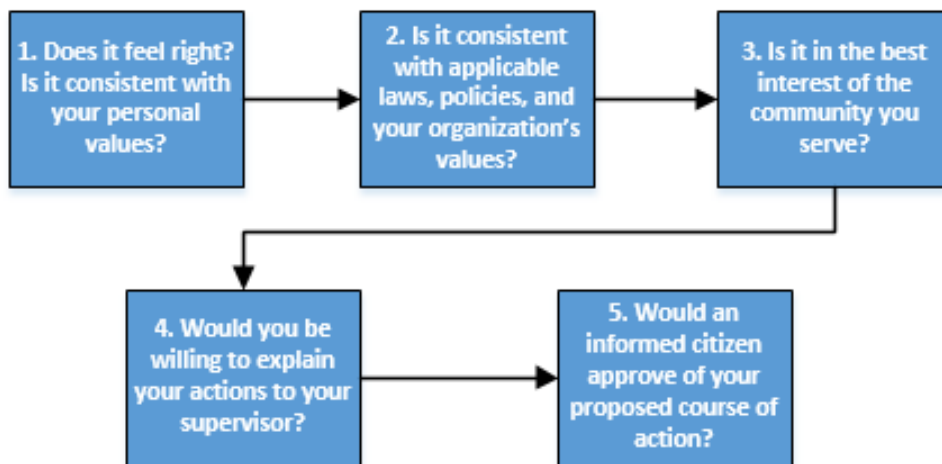 1. Does it feel right?
Is it consistent with
your personal
values?
2. Is it consistent
with applicable
laws, policies, and
your organization's
values?
3. Is it in the best
interest of the
community you
serve?
4. Would you be
willing to explain
your actions to your
supervisor?
5. Would an
informed citizen
approve of your
proposed course of
action?